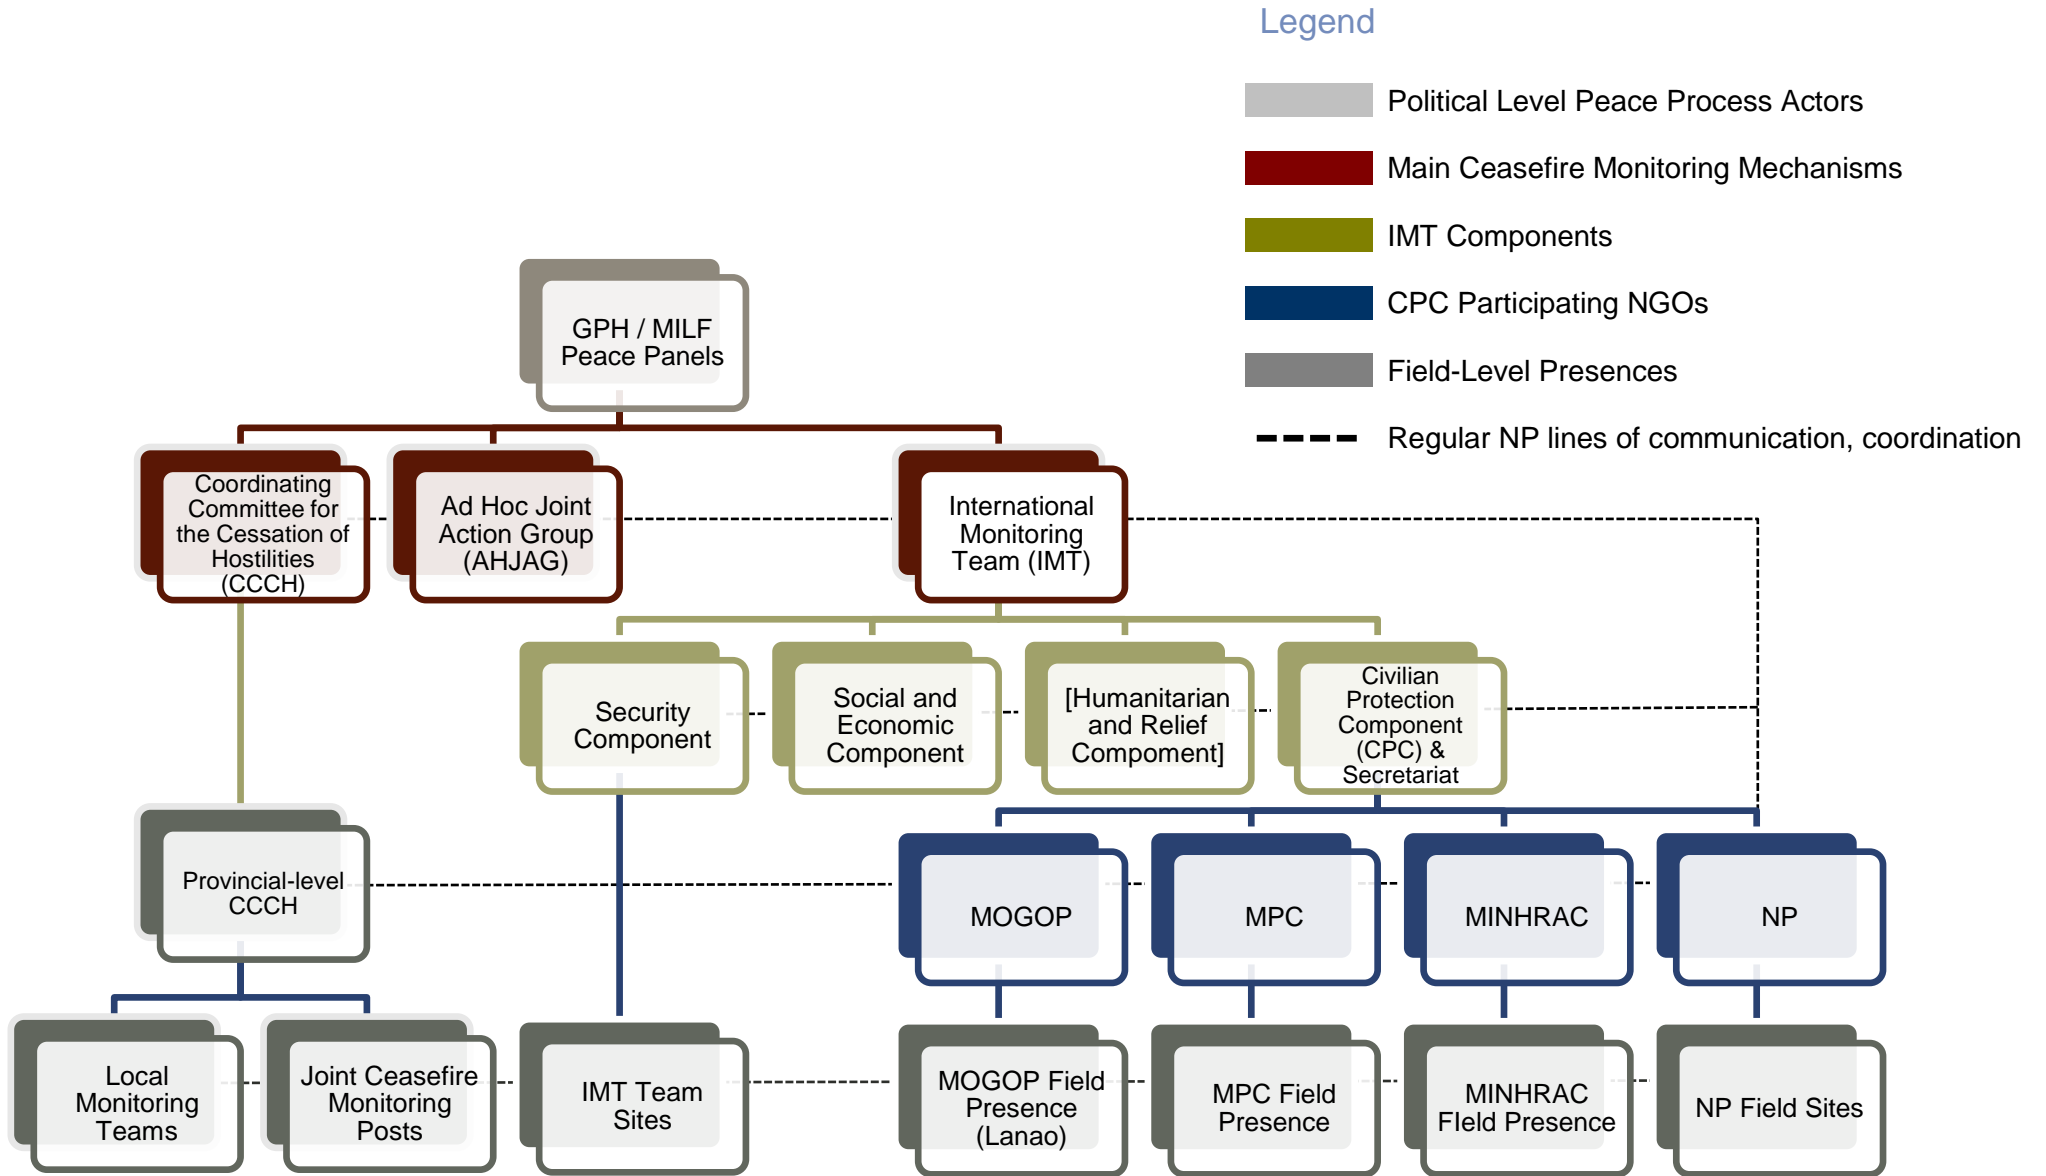 Legend
Political Level Peace Process Actors
Main Ceasefire Monitoring Mechanisms
IMT Components
CPC Participating NGOs
Field-Level Presences
Regular NP lines of communication, coordination
GPH / MILF
Peace Panels
Coordinating
Committee for
the Cessation of
Hostilities
(CCCH)
Ad Hoc Joint
Action Group
(AHJAG)
International
Monitoring
Team (IMT)
Security
Component
Social and
Economic
Component
[Humanitarian
and Relief
Compoment]
Civilian
Protection
Component
(CPC) &
Secretariat
Provincial-level
CCCH
MOGOP
MPC
MINHRAC
NP
Local
Monitoring
Teams
Joint Ceasefire
Monitoring
Posts
IMT Team
Sites
MOGOP Field
Presence
(Lanao)
MPC Field
Presence
MINHRAC
FIeld Presence
NP Field Sites